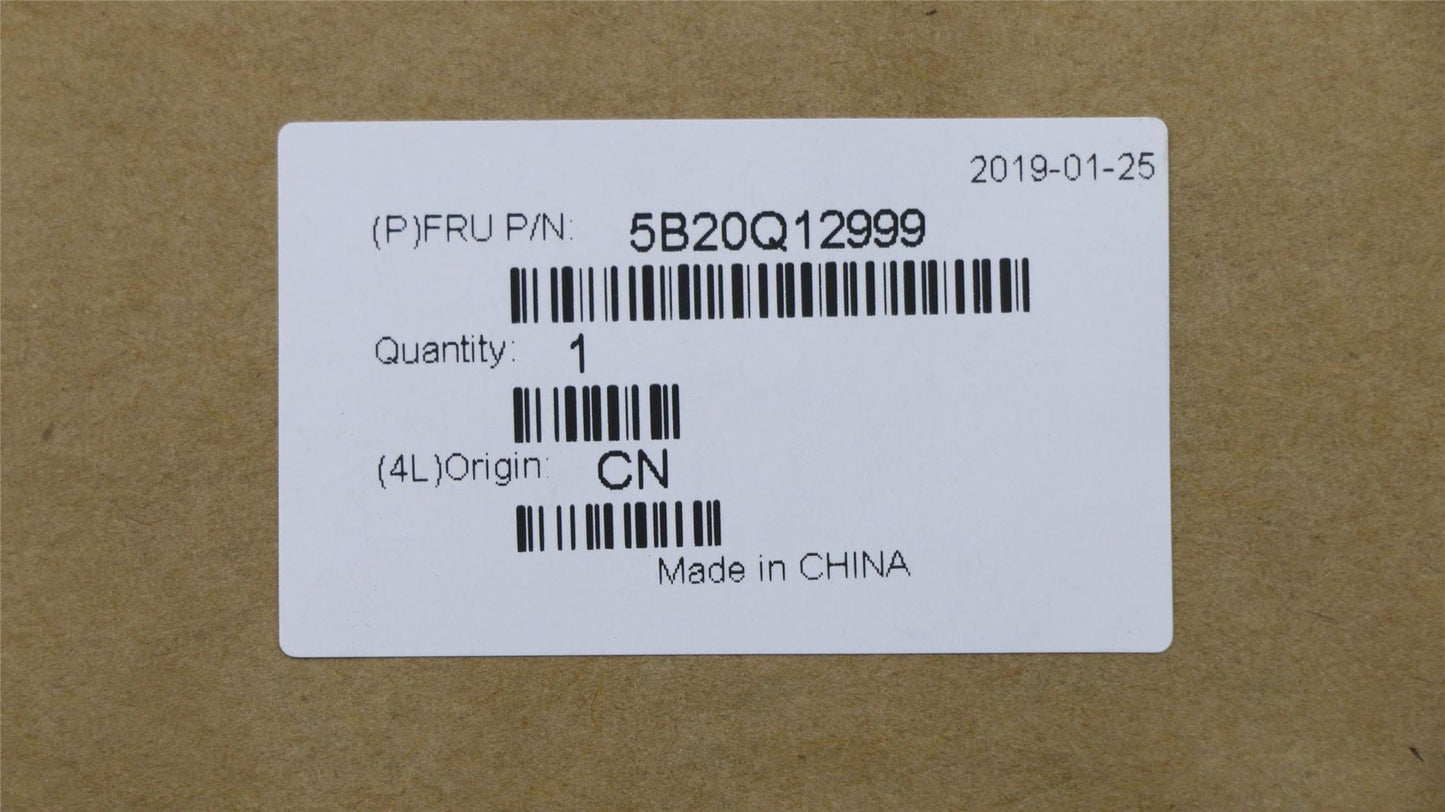 2019-01-25
(P)FRU P/N: 5B20Q12999
Quantity: 1
(4L)Origin: CN
Made in CHINA